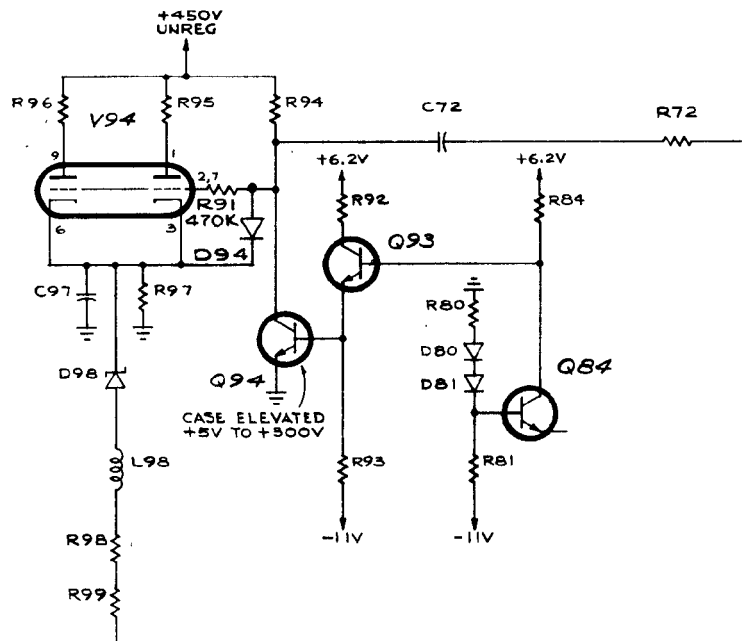 +450V
UNREG
R96
V94
R95
R94
C72
R72
9
1
2,7
R91
470K
+6.2V
+6.2V
R92
R84
6
3
D94
Q93
C97
R97
R80
D80
D81
Q84
D98
Q94
CASE ELEVATED
+5V TO +500V
L98
R93
R81
R98
-11V
-11V
R99